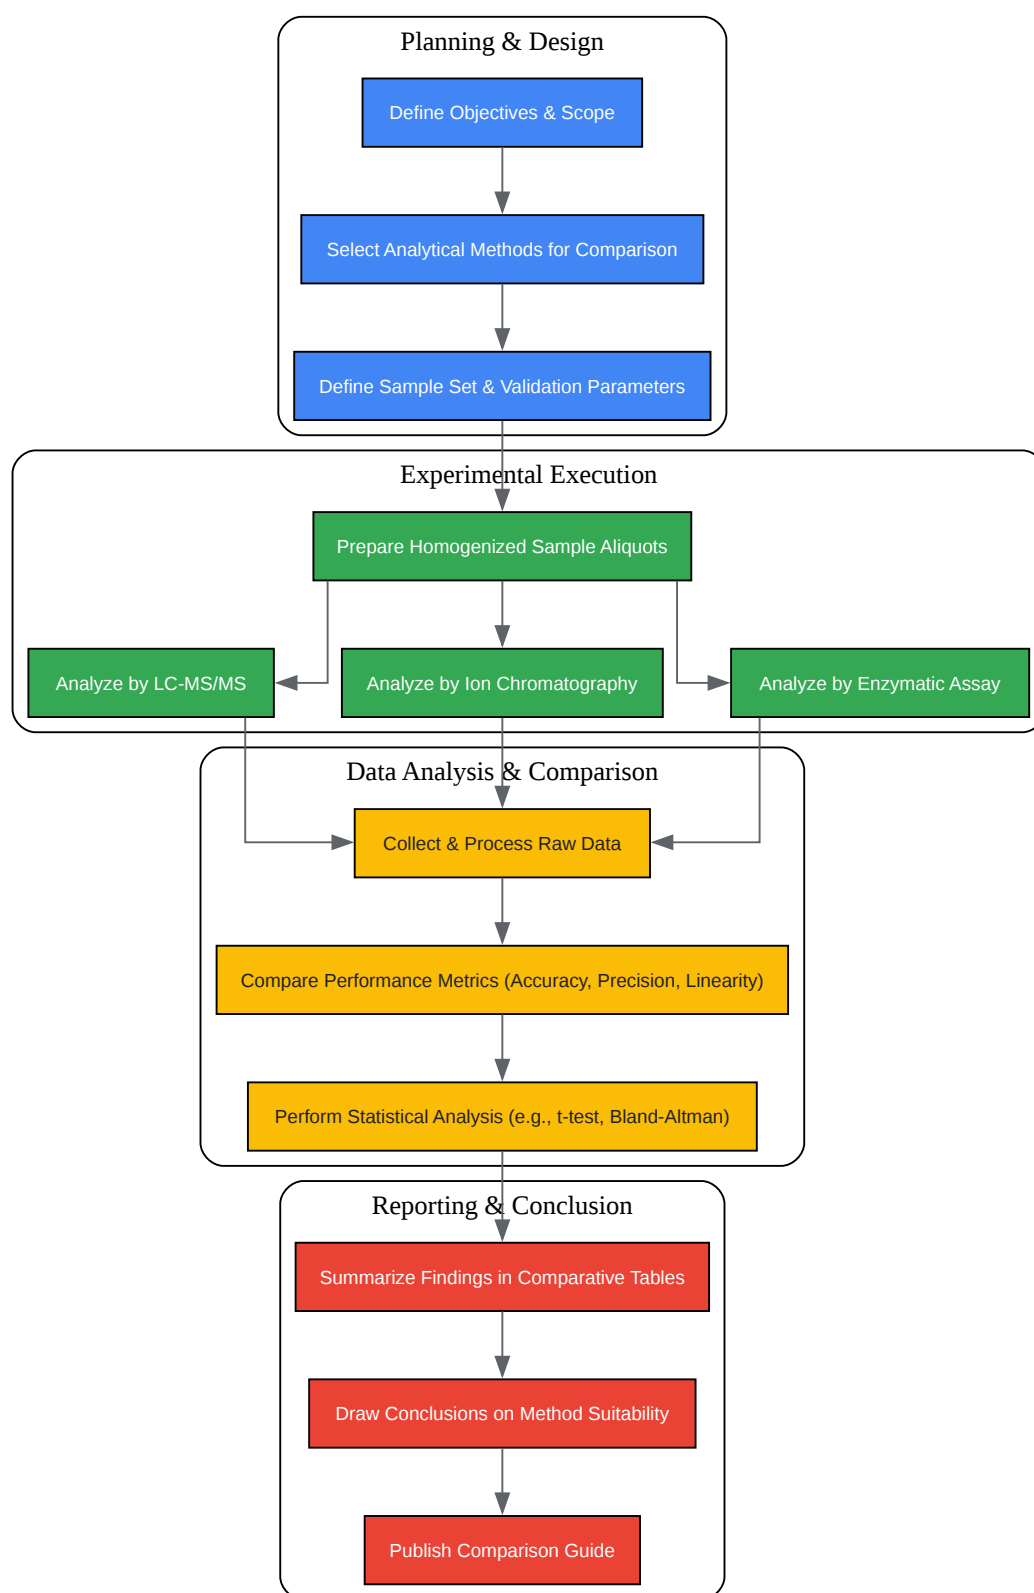 Planning & Design
Define Objectives & Scope
Select Analytical Methods for Comparison
Define Sample Set & Validation Parameters
Experimental Execution
Prepare Homogenized Sample Aliquots
Analyze by LC-MS/MS
Analyze by Ion Chromatography
Analyze by Enzymatic Assay
Data Analysis & Comparison
Collect & Process Raw Data
Compare Performance Metrics (Accuracy, Precision, Linearity)
Perform Statistical Analysis (e.g., t-test, Bland-Altman)
Reporting & Conclusion
Summarize Findings in Comparative Tables
Draw Conclusions on Method Suitability
Publish Comparison Guide